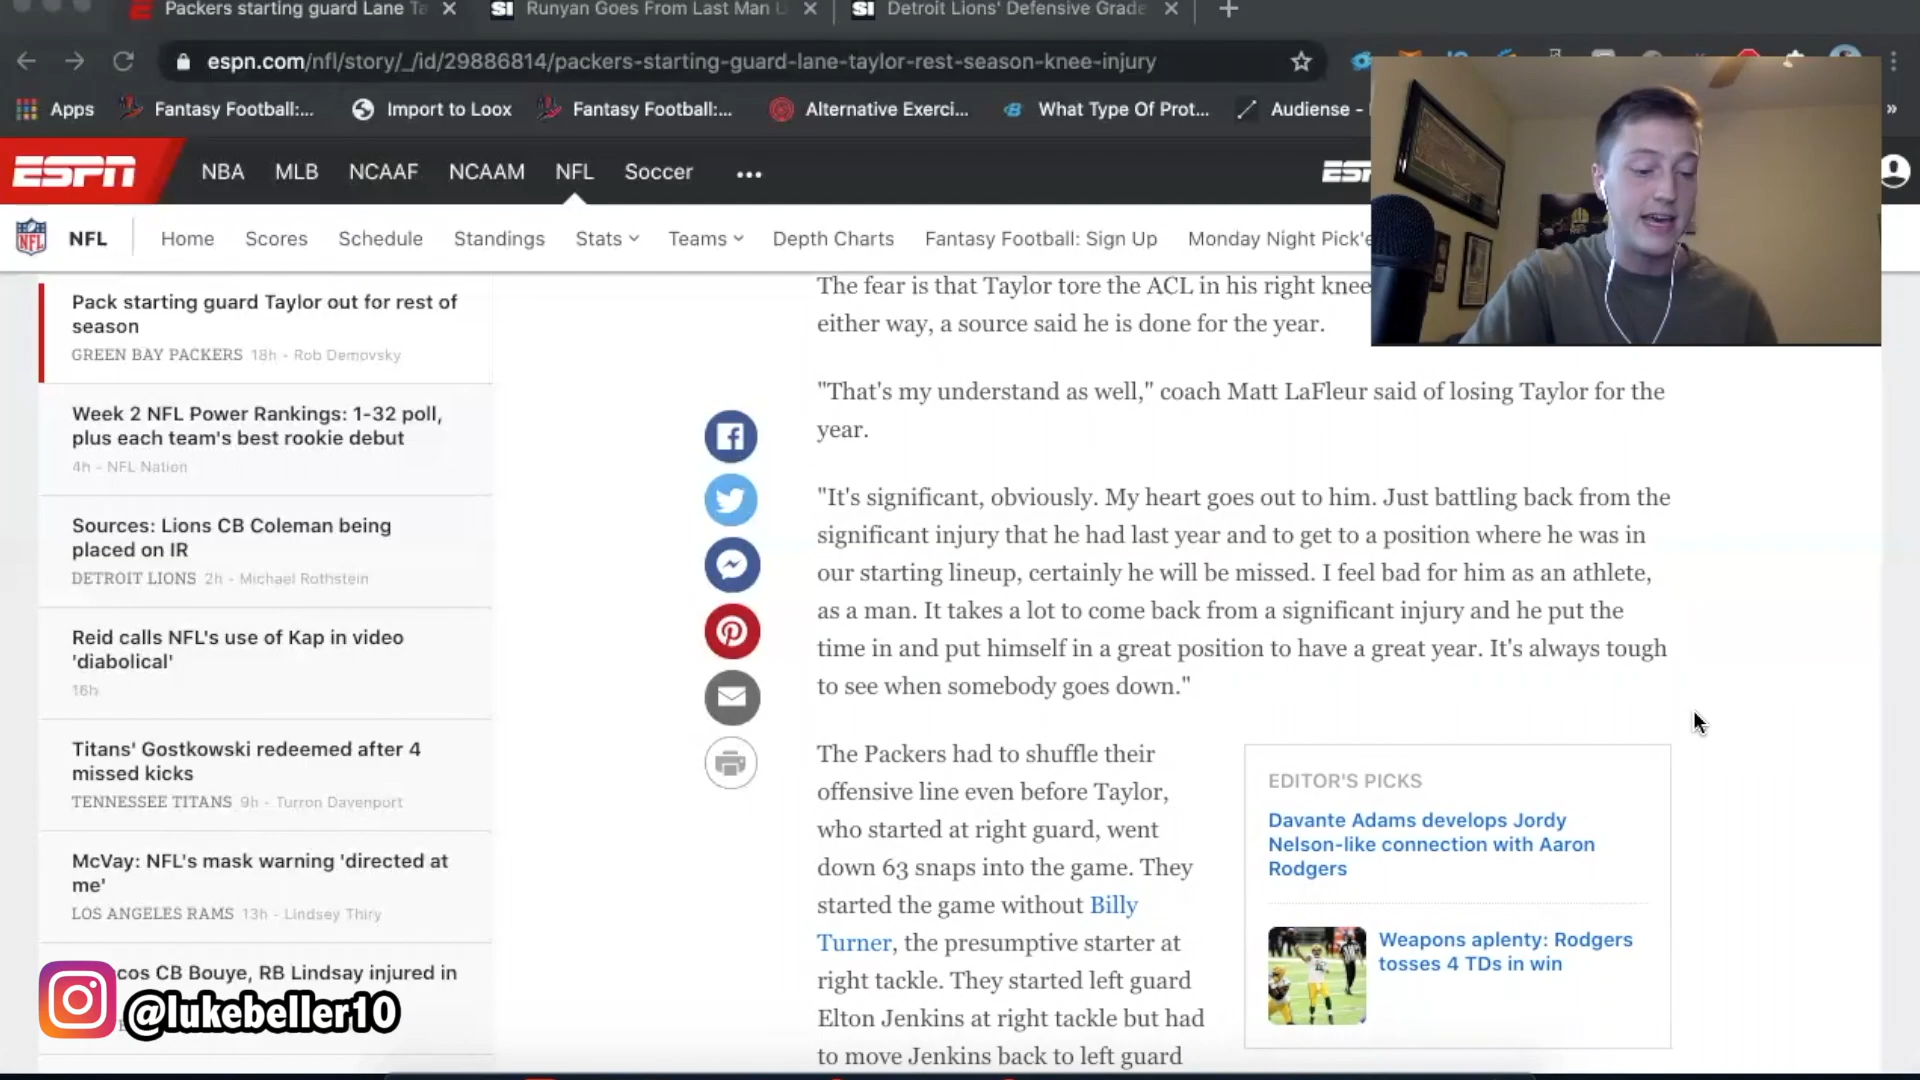 Packers starting guard Lane Ta
SI Runyan Goes From Last Man U
SI Detroit Lions' Defensive Grade
espn.com/nfl/story/_/id/29886814/packers-starting-guard-lane-taylor-rest-season-knee-injury
Apps
Fantasy Football:...
Import to Loox
Fantasy Football:...
Alternative Exerci...
What Type Of Prot...
Audiense -
»
ESPN
NBA
MLB
NCAAF
NCAAM
NFL
Soccer
•••
NFL
Home
Scores
Schedule
Standings
Stats
Teams
Depth Charts
Fantasy Football: Sign Up
Monday Night Pick'e
Pack starting guard Taylor out for rest of
season
GREEN BAY PACKERS 18h - Rob Demovsky
Week 2 NFL Power Rankings: 1-32 poll,
plus each team's best rookie debut
4h - NFL Nation
Sources: Lions CB Coleman being
placed on IR
DETROIT LIONS 2h - Michael Rothstein
Reid calls NFL's use of Kap in video
'diabolical'
16h
Titans' Gostkowski redeemed after 4
missed kicks
TENNESSEE TITANS 9h - Turron Davenport
McVay: NFL's mask warning 'directed at
me'
LOS ANGELES RAMS 13h - Lindsey Thiry
cos CB Bouye, RB Lindsay injured in
@lukebeller10
The fear is that Taylor tore the ACL in his right knee
either way, a source said he is done for the year.
"That's my understand as well," coach Matt LaFleur said of losing Taylor for the
year.
"It's significant, obviously. My heart goes out to him. Just battling back from the
significant injury that he had last year and to get to a position where he was in
our starting lineup, certainly he will be missed. I feel bad for him as an athlete,
as a man. It takes a lot to come back from a significant injury and he put the
time in and put himself in a great position to have a great year. It's always tough
to see when somebody goes down."
The Packers had to shuffle their
offensive line even before Taylor,
who started at right guard, went
down 63 snaps into the game. They
started the game without Billy
Turner, the presumptive starter at
right tackle. They started left guard
Elton Jenkins at right tackle but had
to move Jenkins back to left guard
EDITOR'S PICKS
Davante Adams develops Jordy
Nelson-like connection with Aaron
Rodgers
Weapons aplenty: Rodgers
tosses 4 TDs in win